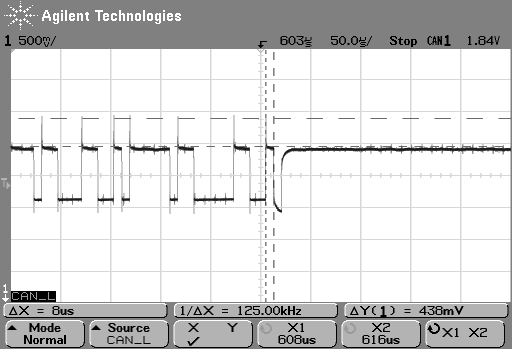 Agilent Technologies
1 500mV/ 603us 50.0us/ Stop CAN1 1.84V
T
1
CAN_L
ΔX = 8us 1/ΔX = 125.00kHz ΔY(1) = 438mV
Mode Source X Y X1 X2 X1 X2
Normal CAN_L ✓ 608us 616us